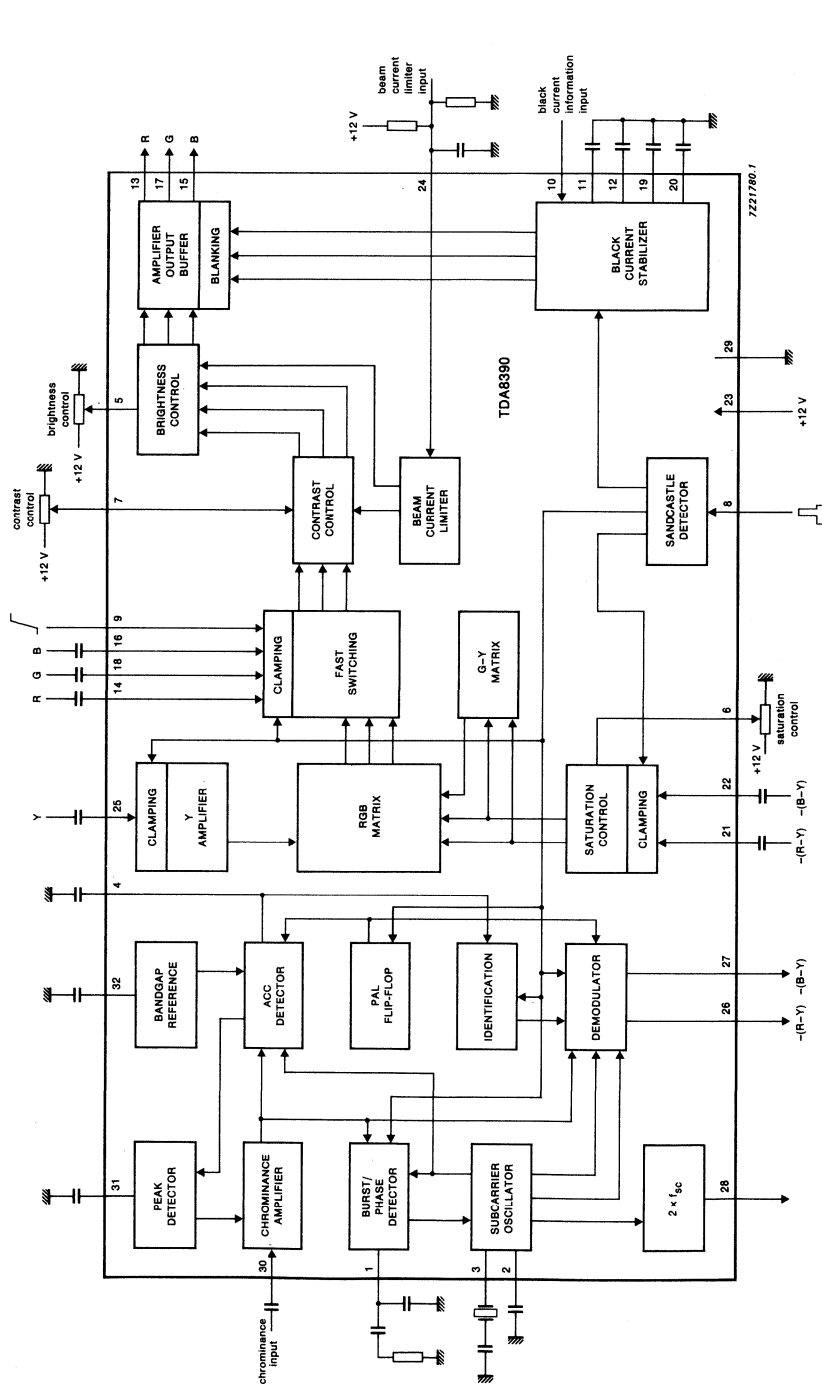 chrominance
input
30
1
3
2
31
PEAK
DETECTOR
CHROMINANCE
AMPLIFIER
BURST/
PHASE
DETECTOR
SUBCARRIER
OSCILLATOR
2 x fsc
28
32
BANDGAP
REFERENCE
4
ACC
DETECTOR
PAL
FLIP-FLOP
IDENTIFICATION
DEMODULATOR
26
27
-(R-Y)
-(B-Y)
Y
25
CLAMPING
Y
AMPLIFIER
RGB
MATRIX
SATURATION
CONTROL
CLAMPING
21
22
6
-(R-Y)
-(B-Y)
+12 V
saturation
control
R
G
B
14
18
16
9
CLAMPING
FAST
SWITCHING
G-Y
MATRIX
contrast
control
+12 V
7
CONTRAST
CONTROL
BEAM
CURRENT
LIMITER
SANDCASTLE
DETECTOR
8
brightness
control
+12 V
5
BRIGHTNESS
CONTROL
TDA8390
23
29
+12 V
AMPLIFIER
OUTPUT
BUFFER
BLANKING
BLACK
CURRENT
STABILIZER
13
17
15
R
G
B
24
+12 V
beam
current
limiter
input
10
11
12
19
20
black
current
information
input
7Z21780.1